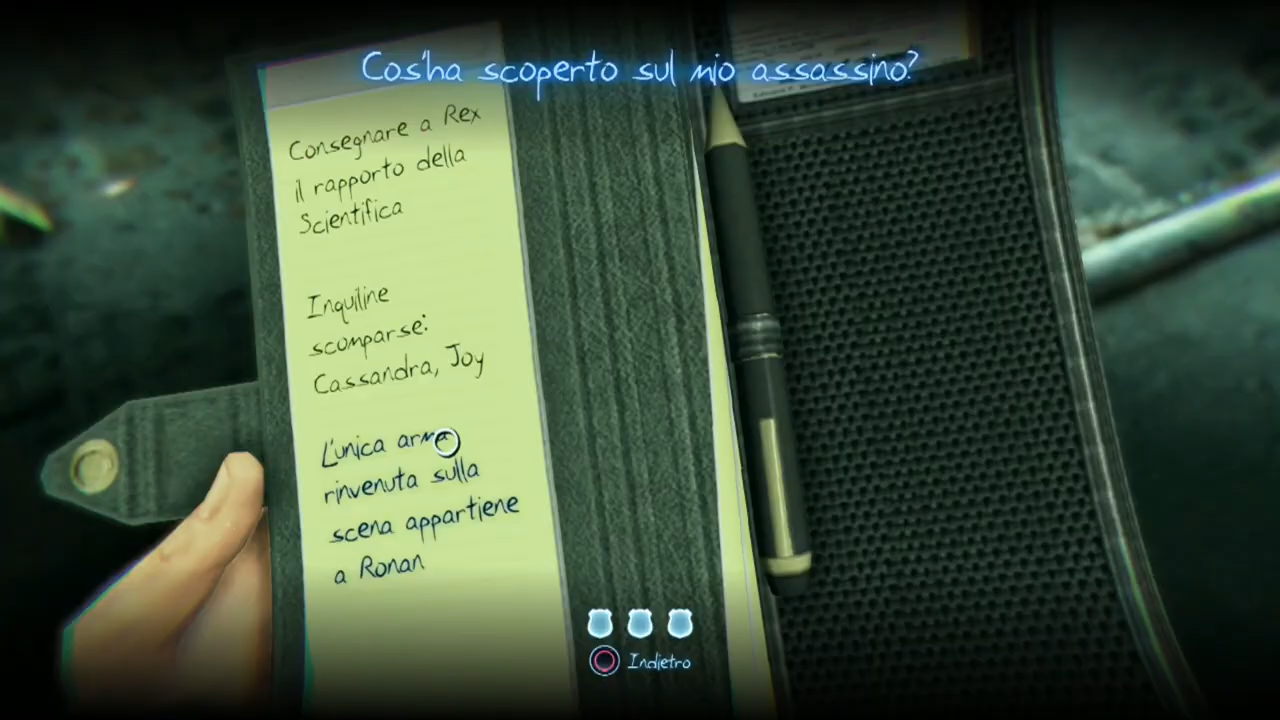 Cos'ha scoperto sul mio assassino?
Consegnare a Rex
il rapporto della
Scientifica
Inquiline
scomparse:
Cassandra, Joy
L'unica arma
rinvenuta sulla
scena appartiene
a Ronan
Indietro